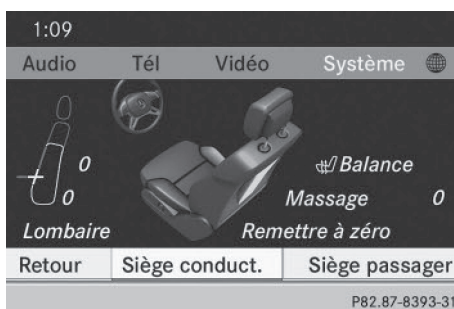 1:09
Audio Tél Vidéo Système
0 Balance
0 Massage 0
Lombaire Remettre à zéro
Retour Siège conduct. Siège passager
P82.87-8393-31